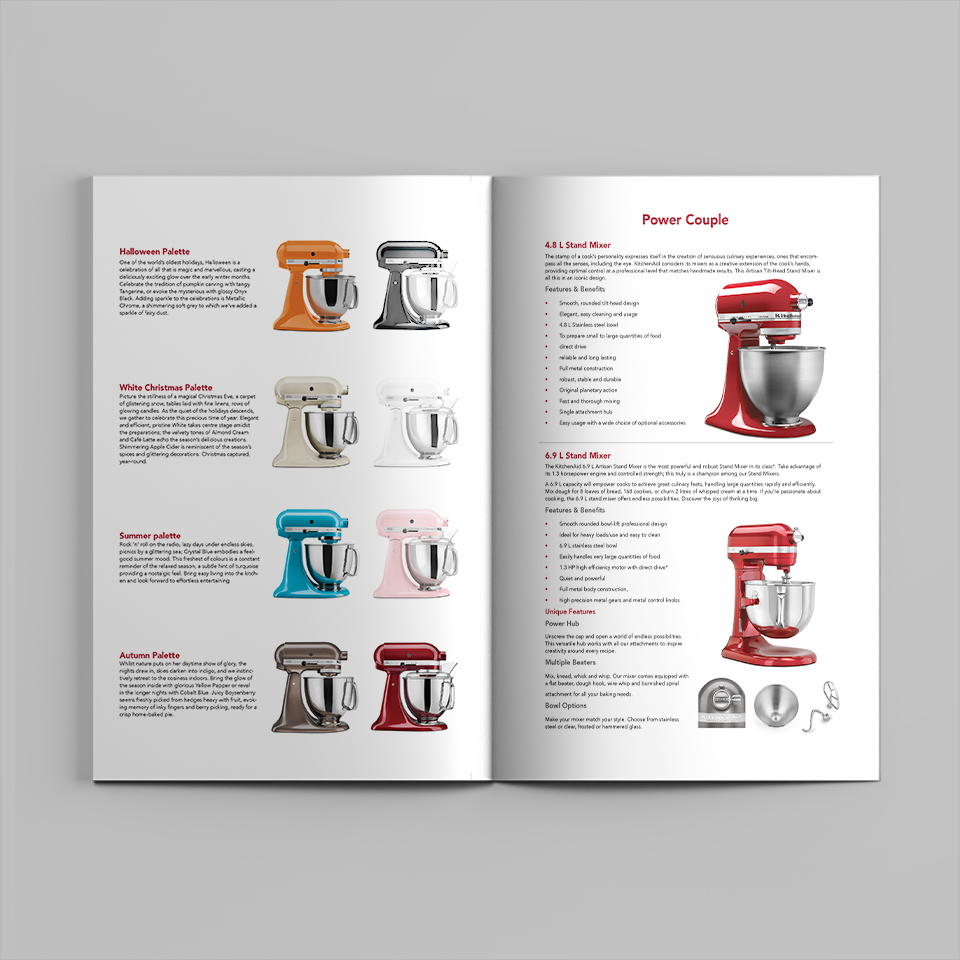 Halloween Palette
One of the world's oldest holidays, Halloween is a
celebration of all that is magic and marvellous, casting a
deliciously exciting glow over the early winter months.
Celebrate the tradition of pumpkin carving with tangy
Tangerine, or evoke the mysterious with glossy Onyx
Black. Adding sparkle to the celebrations is Metallic
Chrome, a shimmering soft grey to which we've added a
sparkle of fairy dust.
White Christmas Palette
Picture the stillness of a magical Christmas Eve, a carpet
of glistening snow, tables laid with fine linens, rows of
glowing candles. As the quiet of the holidays descends,
we gather to celebrate this precious time of year. Elegant
and efficient, pristine White takes centre stage amidst
the preparations; the velvety tones of Almond Cream
and Café Latte echo the season's delicious creations.
Shimmering Apple Cider is reminiscent of the season's
spices and glittering decorations. Christmas captured,
year-round.
Summer palette
Rock 'n' roll on the radio, lazy days under endless skies,
picnics by a glittering sea; Crystal Blue embodies a feel-
good summer mood. This freshest of colours is a constant
reminder of the relaxed season, a subtle hint of turquoise
providing a nostalgic feel. Bring easy living into the kitch-
en and look forward to effortless entertaining
Autumn Palette
Whilst nature puts on her daytime show of glory, the
nights draw in, skies darken into indigo, and we instinc-
tively retreat to the cosiness indoors. Bring the glow of
the season inside with glorious Yellow Pepper or revel
in the longer nights with Cobalt Blue. Juicy Boysenberry
seems freshly picked from hedges heavy with fruit, evok-
ing memory of inky fingers and berry picking, ready for a
crisp home-baked pie.
Power Couple
4.8 L Stand Mixer
The stamp of a cook's personality expresses itself in the creation of sensuous culinary experiences, ones that encom-
pass all the senses, including the eye. KitchenAid considers its mixers as a creative extension of the cook's hands,
providing optimal control at a professional level that matches handmade results. This Artisan Tilt-Head Stand Mixer is
all this in an iconic design.
Features & Benefits
• Smooth, rounded tilt-head design
• Elegant, easy cleaning and usage
• 4.8 L Stainless steel bowl
• To prepare small to large quantities of food
• direct drive
• reliable and long lasting
• Full metal construction
• robust, stable and durable
• Original planetary action
• Fast and thorough mixing
• Single attachment hub
• Easy usage with a wide choice of optional accessories
KitchenA
6.9 L Stand Mixer
The KitchenAid 6.9 L Artisan Stand Mixer is the most powerful and robust Stand Mixer in its class*. Take advantage of
its 1.3 horsepower engine and controlled strength; this truly is a champion among our Stand Mixers.
A 6.9 L capacity will empower cooks to achieve great culinary feats, handling large quantities rapidly and efficiently.
Mix dough for 8 loaves of bread, 168 cookies, or churn 2 litres of whipped cream at a time. If you're passionate about
cooking, the 6.9 L stand mixer offers endless possibilities. Discover the joys of thinking big.
Features & Benefits
• Smooth rounded bowl-lift professional design
• Ideal for heavy loads/use and easy to clean
• 6.9 L stainless steel bowl
• Easily handles very large quantities of food
• 1.3 HP high efficiency motor with direct drive*
• Quiet and powerful
• Full metal body construction,
• high precision metal gears and metal control knobs
Unique Features
Power Hub
Unscrew the cap and open a world of endless possibilities.
This versatile hub works with all our attachments to inspire
creativity around every recipe.
Multiple Beaters
Mix, knead, whisk and whip. Our mixer comes equipped with
a flat beater, dough hook, wire whip and burnished spiral
attachment for all your baking needs.
Bowl Options
Make your mixer match your style. Choose from stainless
steel or clear, frosted or hammered glass.